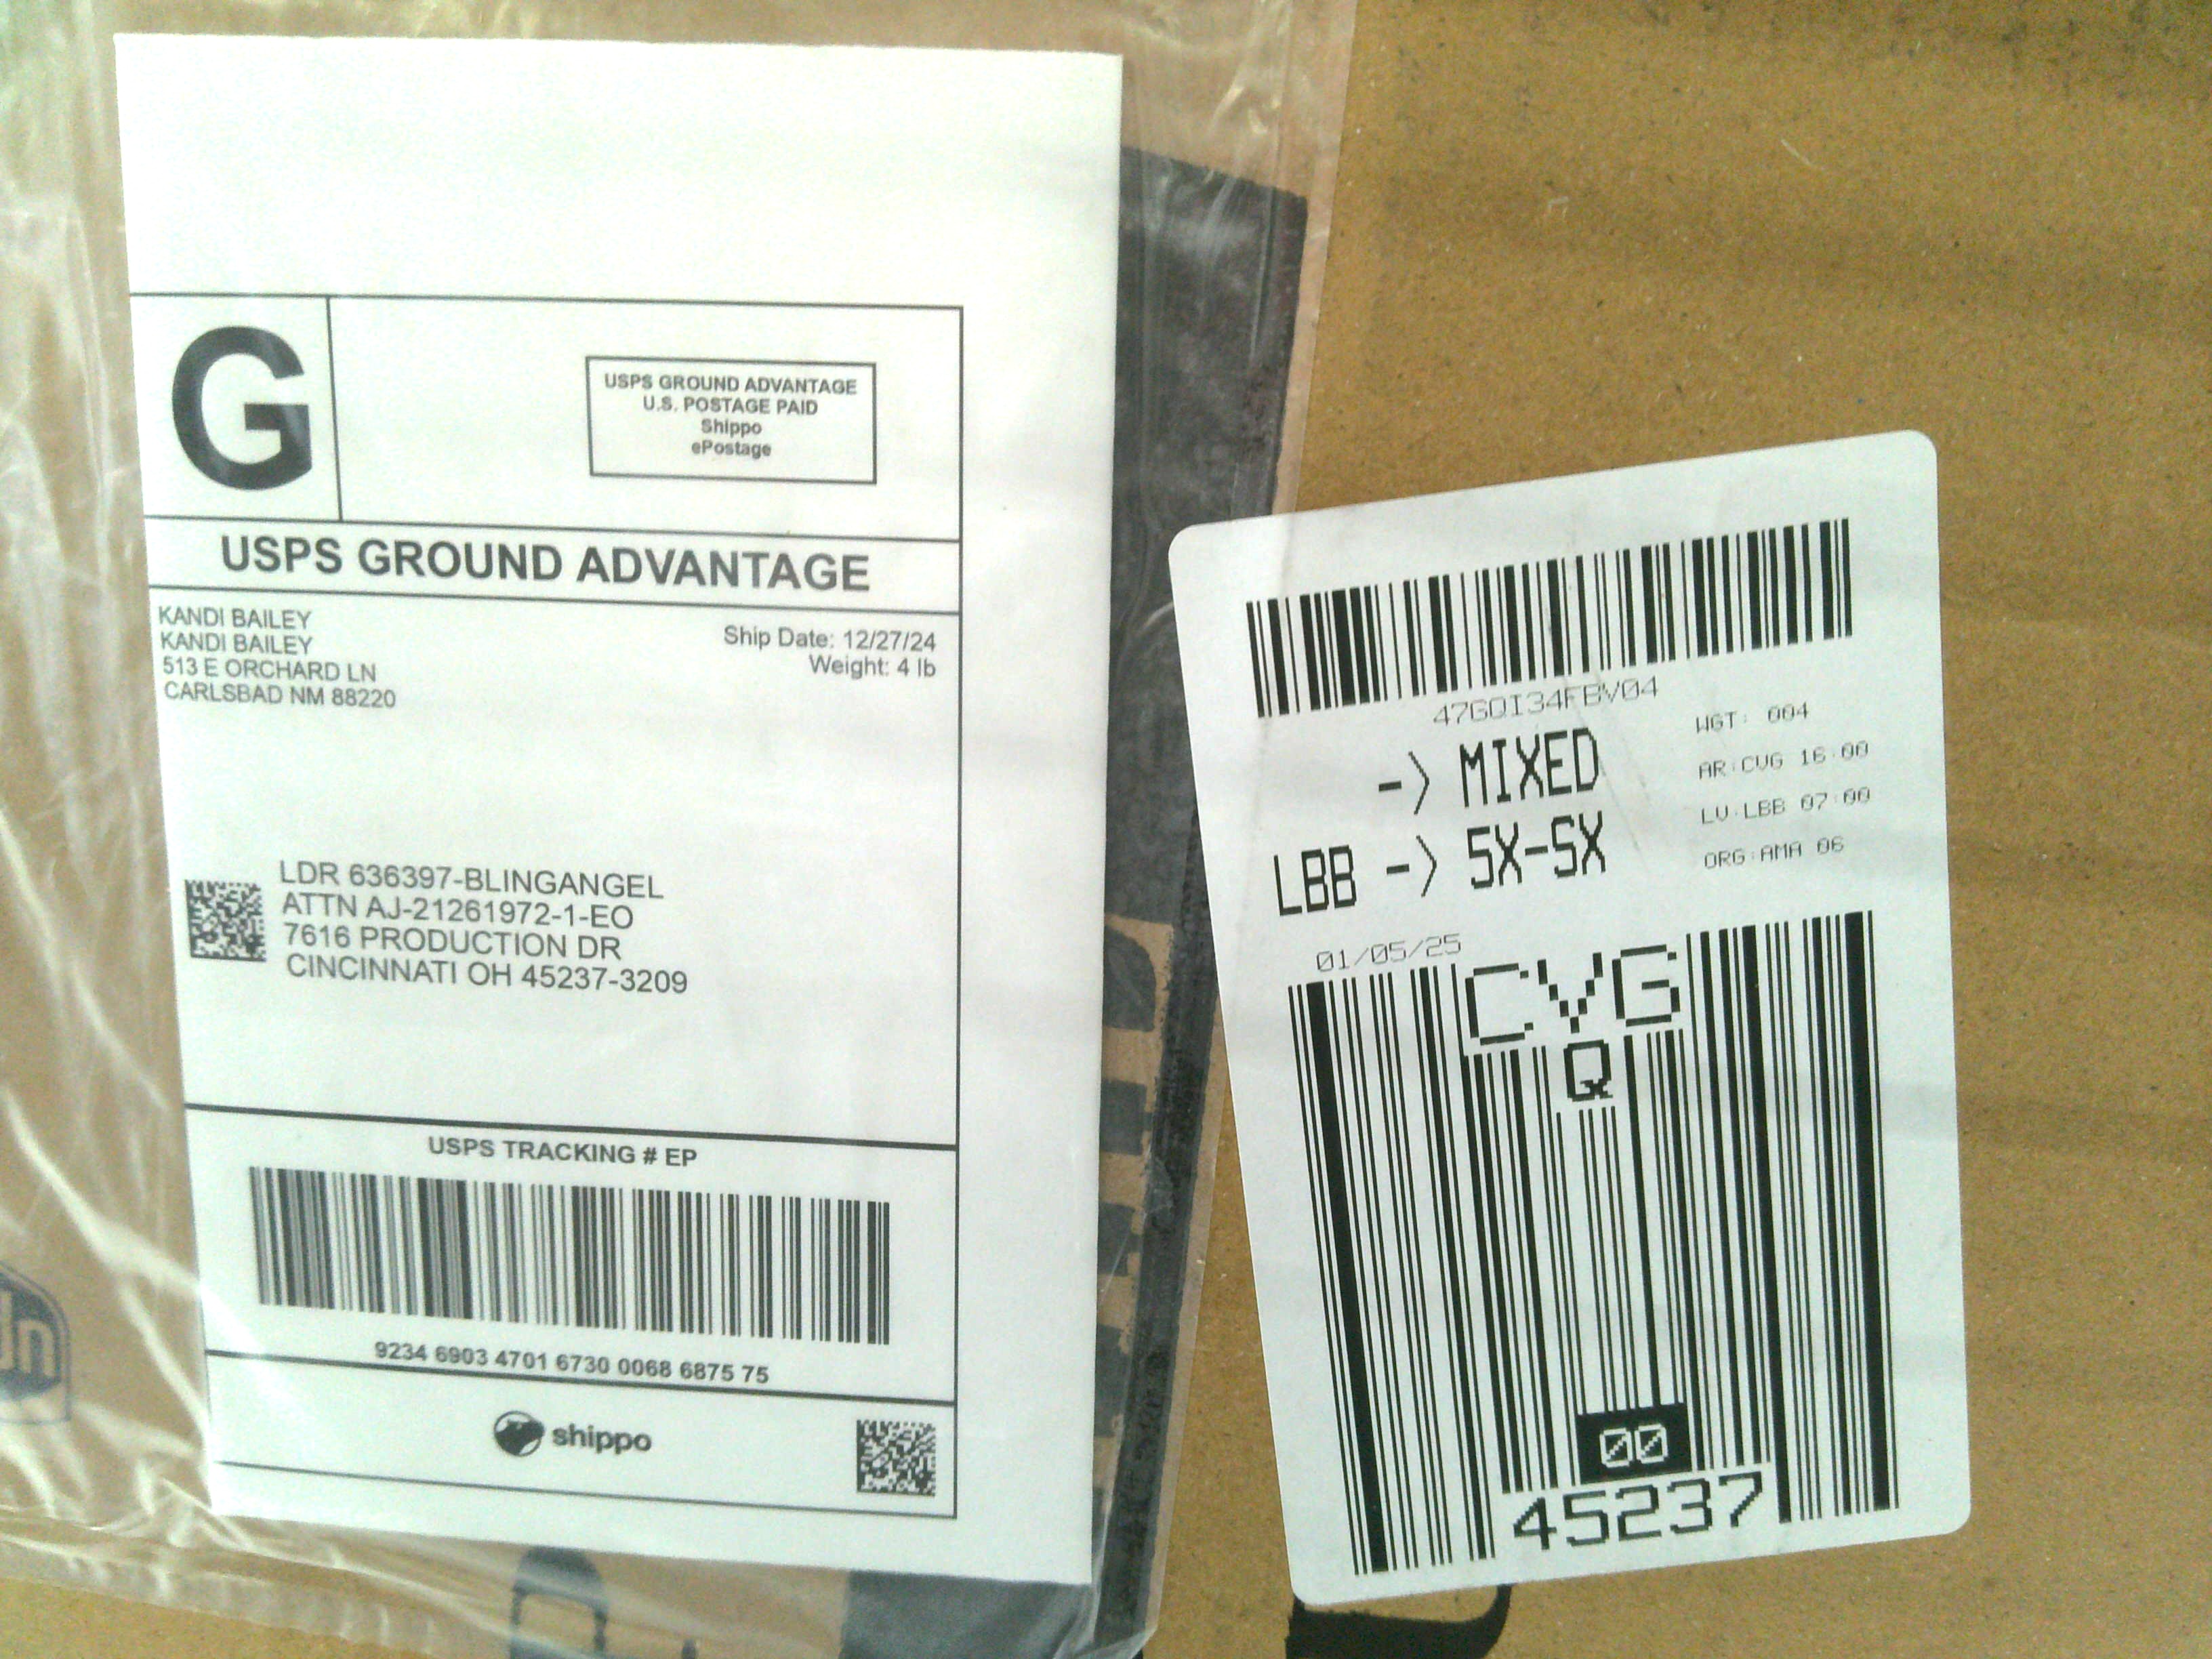 G
USPS GROUND ADVANTAGE
U.S. POSTAGE PAID
Shippo
ePostage
USPS GROUND ADVANTAGE
KANDI BAILEY
KANDI BAILEY
513 E ORCHARD LN
CARLSBAD NM 88220
Ship Date: 12/27/24
Weight: 4 lb
LDR 636397-BLINGANGEL
ATTN AJ-21261972-1-EO
7616 PRODUCTION DR
CINCINNATI OH 45237-3209
USPS TRACKING # EP
9234 6903 4701 6730 0068 6875 75
shippo
47GQI34FBV04
-> MIXED
LBB -> 5X-5X
WGT: 004
AR:CVG 16:00
LV:LBB 07:00
ORG:AMA 06
01/05/25
CVG
Q
00
45237